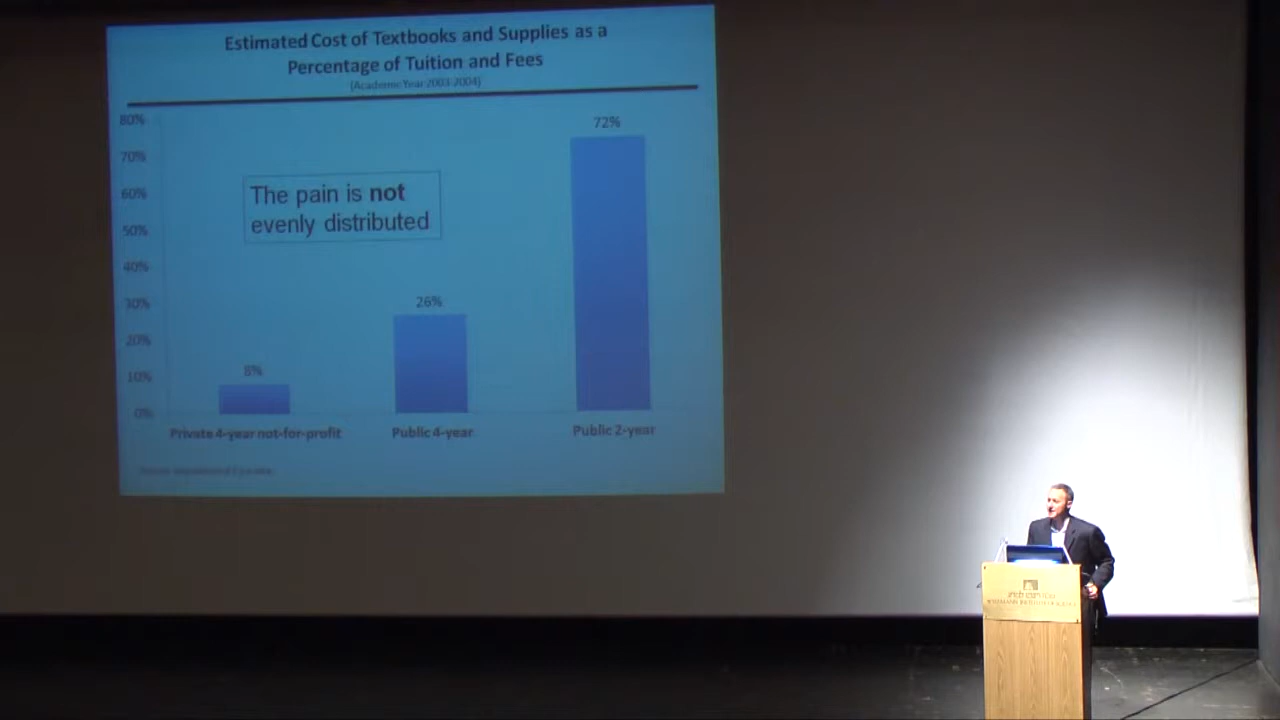 Estimated Cost of Textbooks and Supplies as a
Percentage of Tuition and Fees
(Academic Year 2003-2004)
80%
72%
70%
60%
The pain is not
evenly distributed
50%
40%
30%
26%
20%
10%
8%
0%
Private 4-year not-for-profit
Public 4-year
Public 2-year